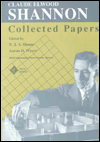 CLAUDE ELWOOD
SHANNON
Collected Papers
Edited by
N. J. A. Sloane
Aaron D. Wyner